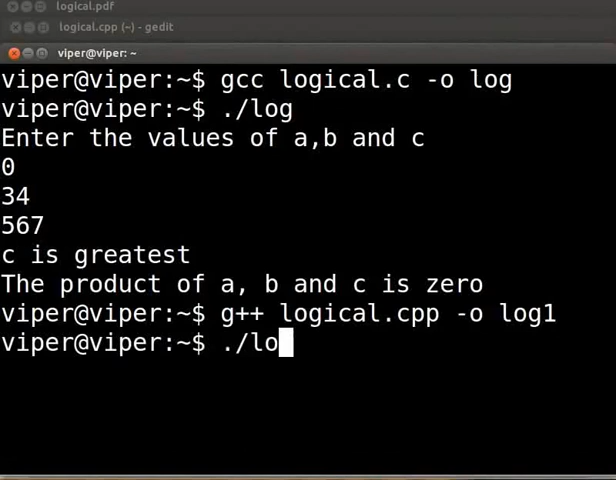 logical.pdf
logical.cpp (~) - gedit
viper@viper: ~
viper@viper:~$ gcc logical.c -o log
viper@viper:~$ ./log
Enter the values of a,b and c
0
34
567
c is greatest
The product of a, b and c is zero
viper@viper:~$ g++ logical.cpp -o log1
viper@viper:~$ ./lo